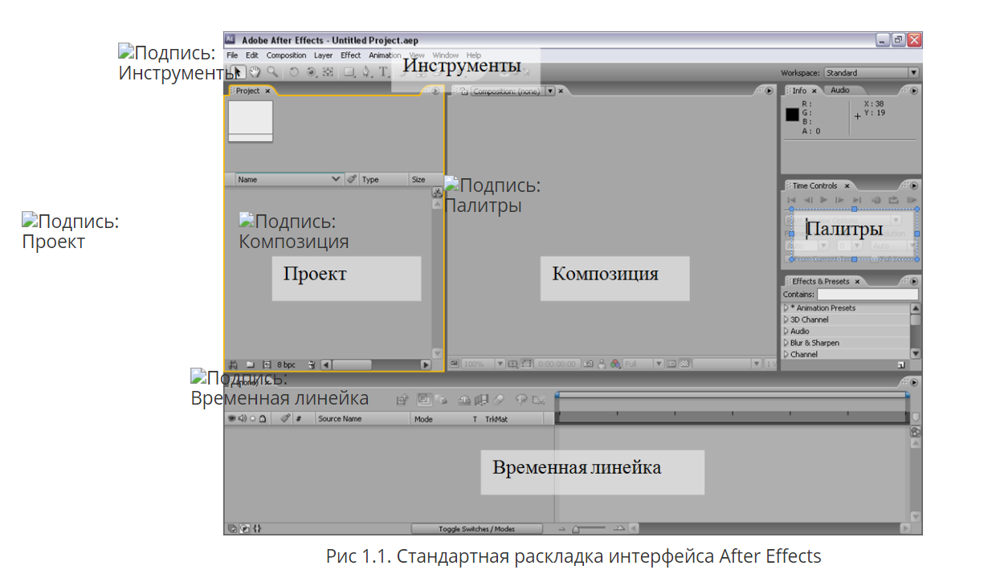 Adobe After Effects - Untitled Project.aep
Подпись:
Инструменты
File Edit Composition Layer Effect Animation View Window Help
Инструменты
Workspace: Standard
Project
Composition: (none)
Info Audio
R :
G :
B :
A : 0
X : 38
Y : 19
Name Type Size
Подпись:
Палитры
Time Controls
Подпись:
Проект
Подпись:
Композиция
Палитры
Проект
Композиция
Effects & Presets
Contains:
* Animation Presets
3D Channel
Audio
Blur & Sharpen
Channel
8 bpc
100% 0:00:00:00 Full
Подпись:
Временная линейка
# Source Name Mode T TrkMat
Временная линейка
Toggle Switches / Modes
Рис 1.1. Стандартная раскладка интерфейса After Effects